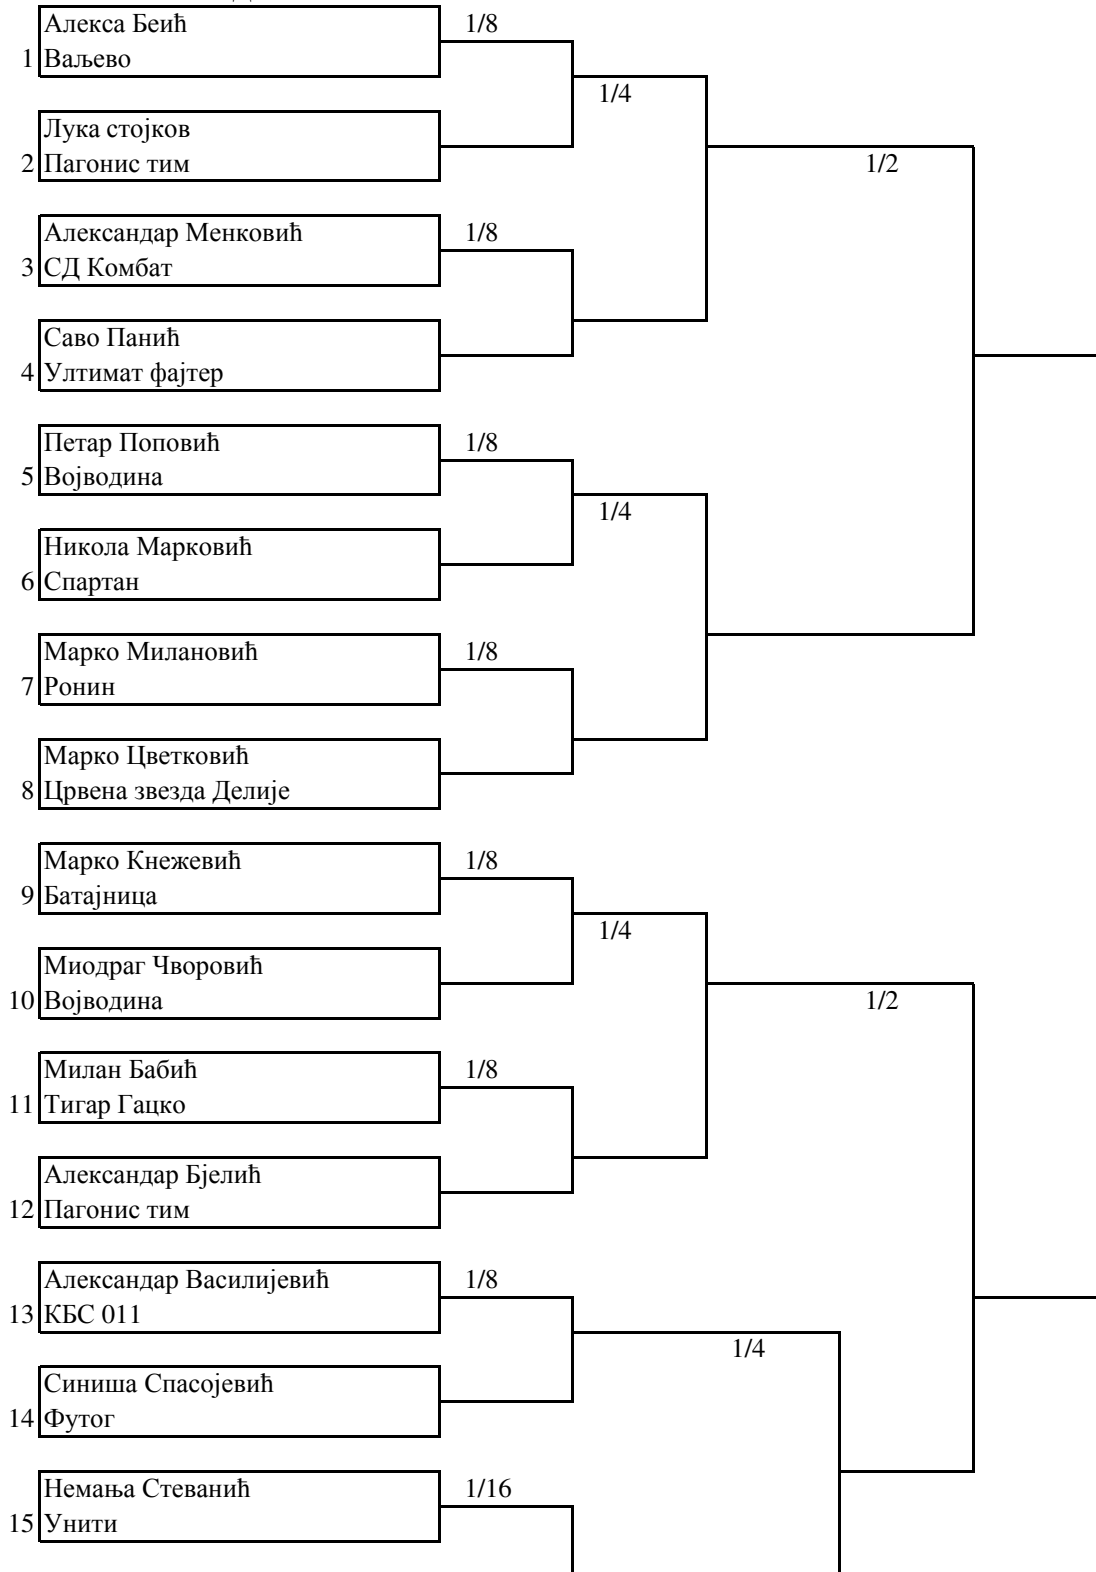 Алекса Беић 1/8
1 Ваљево
1/4
Лука стојков
2 Пагонис тим 1/2
Александар Менковић 1/8
3 СД Комбат
Саво Панић
4 Ултимат фајтер
Петар Поповић 1/8
5 Војводина
1/4
Никола Марковић
6 Спартан
Марко Милановић 1/8
7 Ронин
Марко Цветковић
8 Црвена звезда Делије
Марко Кнежевић 1/8
9 Батајница
1/4
Миодраг Чворовић
10 Војводина 1/2
Милан Бабић 1/8
11 Тигар Гацко
Александар Бјелић
12 Пагонис тим
Александар Василијевић 1/8
13 КБС 011
1/4
Синиша Спасојевић
14 Футог
Немања Стеванић 1/16
15 Унити